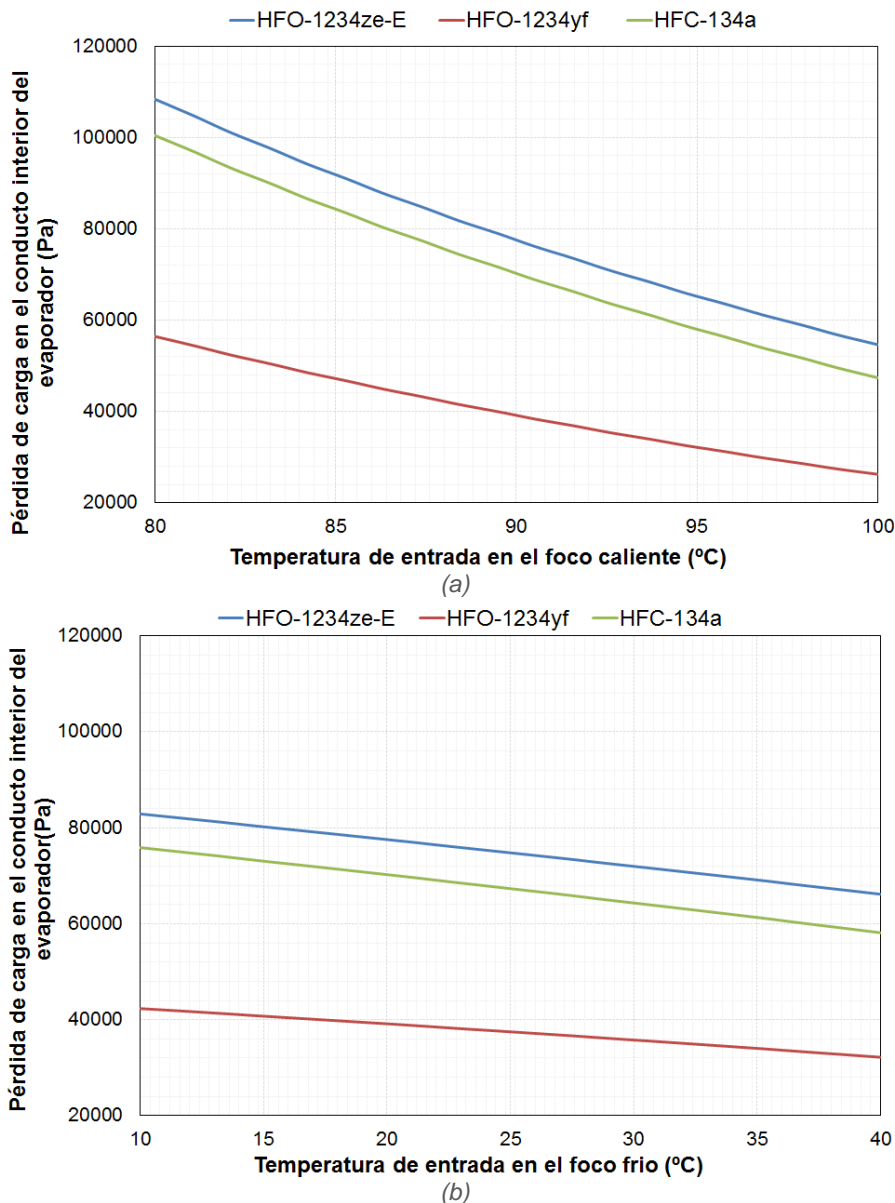 HFO-1234ze-E HFO-1234yf HFC-134a
Pérdida de carga en el conducto interior del
evaporador (Pa)
120000
100000
80000
60000
40000
20000
80 85 90 95 100
Temperatura de entrada en el foco caliente (ºC)
(a)
HFO-1234ze-E HFO-1234yf HFC-134a
Pérdida de carga en el conducto interior del
evaporador(Pa)
120000
100000
80000
60000
40000
20000
10 15 20 25 30 35 40
Temperatura de entrada en el foco frio (ºC)
(b)